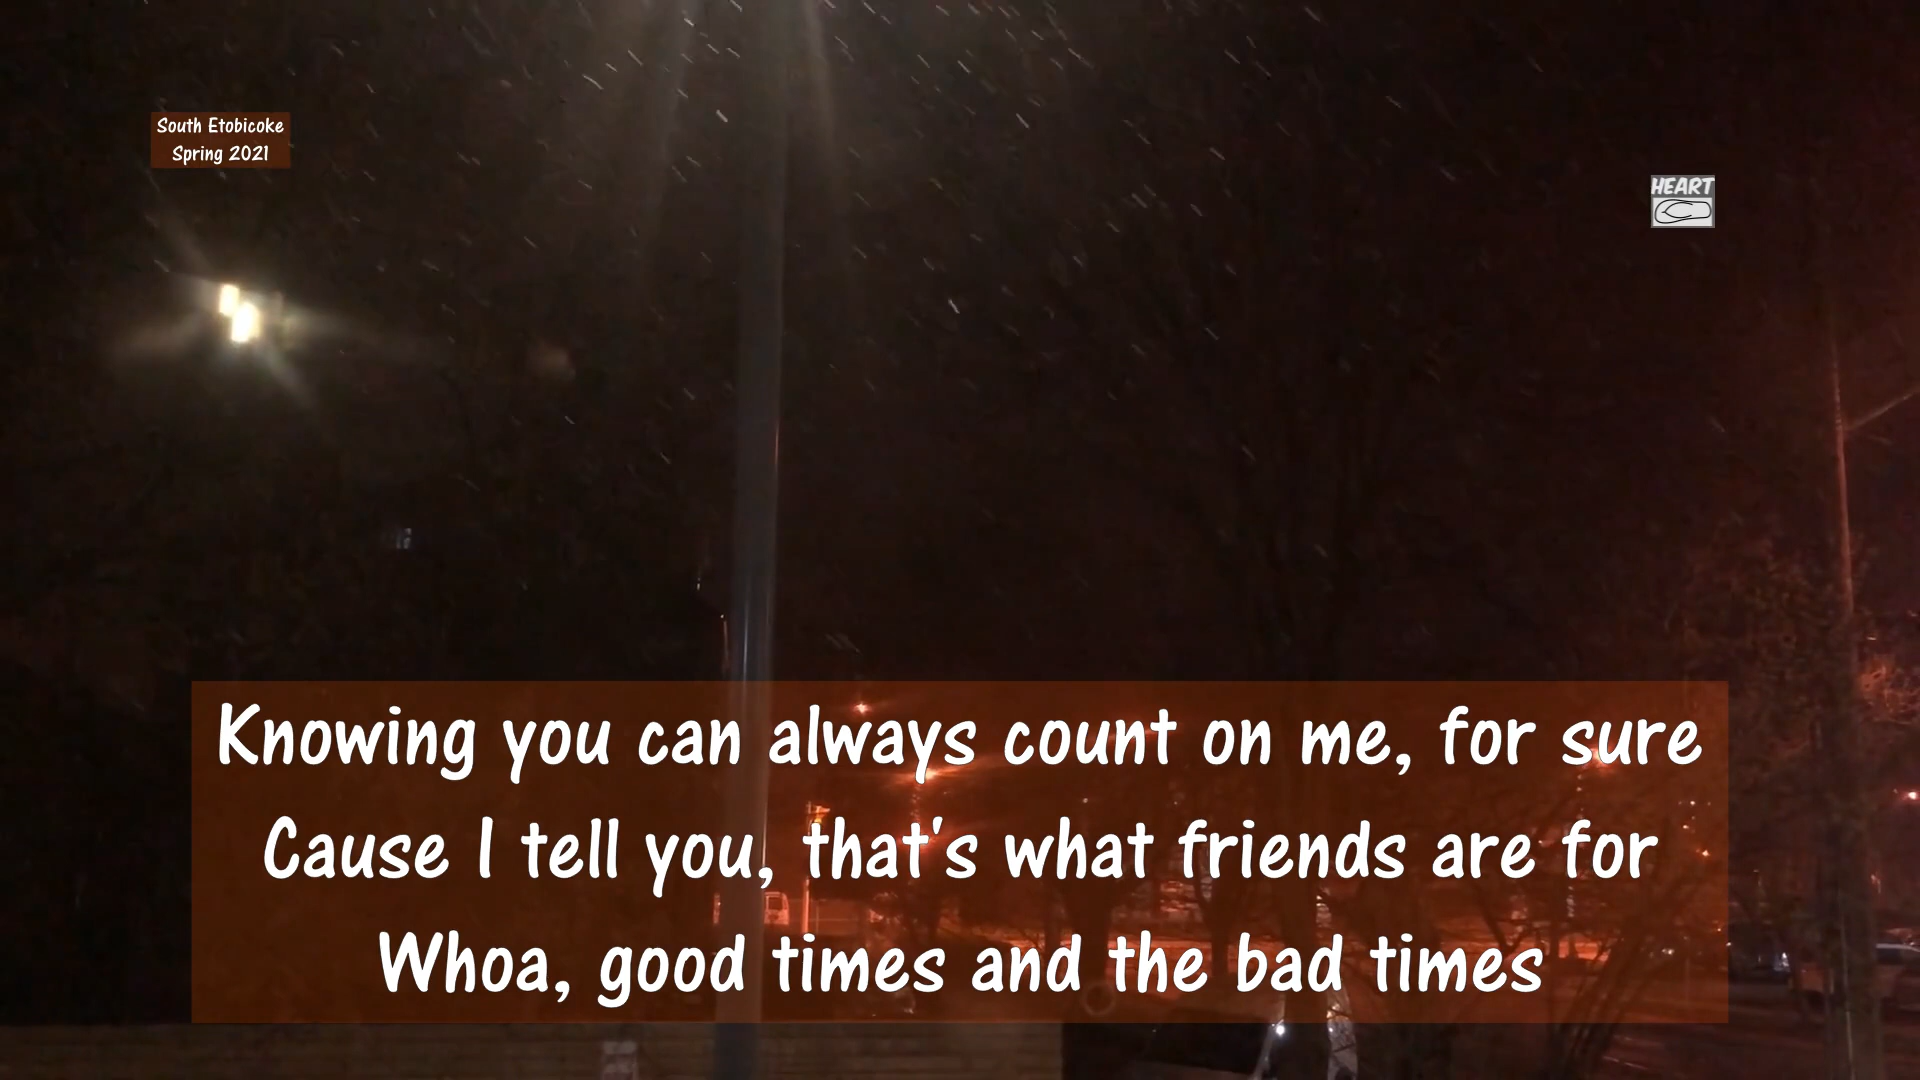 South Etobicoke
Spring 2021
HEART
Knowing you can always count on me, for sure
Cause I tell you, that's what friends are for
Whoa, good times and the bad times